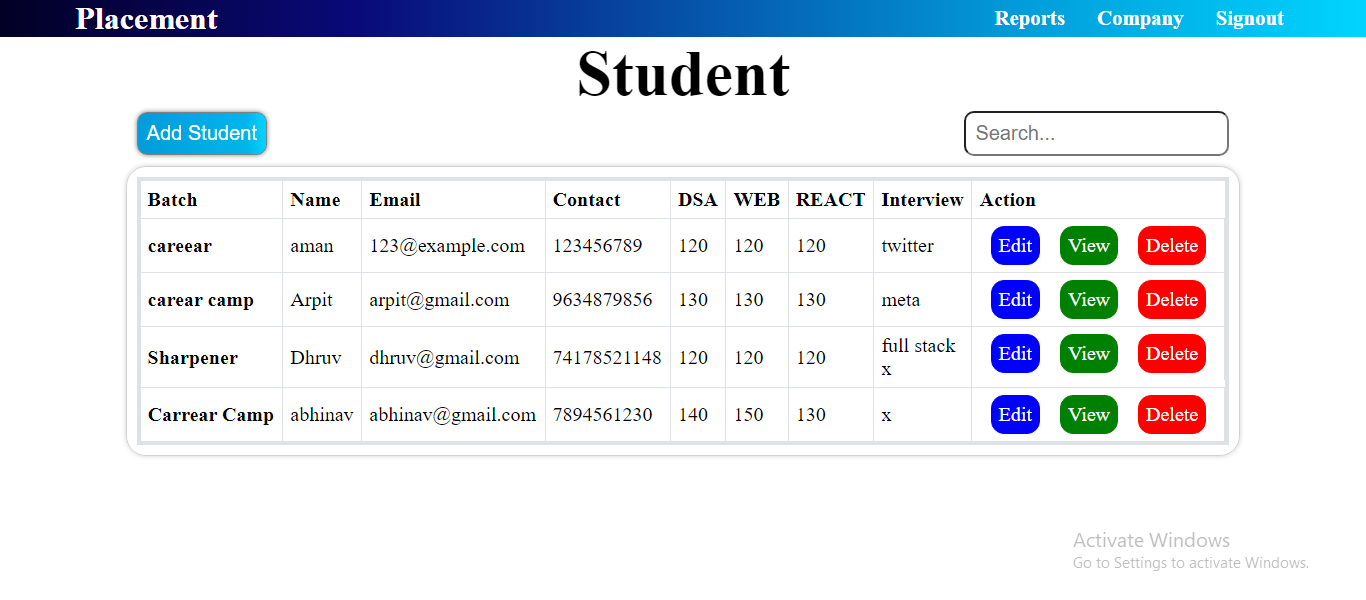 Placement Reports Company Signout
Student
Add Student Search...
Batch Name Email Contact DSA WEB REACT Interview Action
careear aman 123@example.com 123456789 120 120 120 twitter Edit View Delete
carear camp Arpit arpit@gmail.com 9634879856 130 130 130 meta Edit View Delete
Sharpener Dhruv dhruv@gmail.com 74178521148 120 120 120 full stack Edit View Delete
x
Carrear Camp abhinav abhinav@gmail.com 7894561230 140 150 130 x Edit View Delete
Activate Windows
Go to Settings to activate Windows.